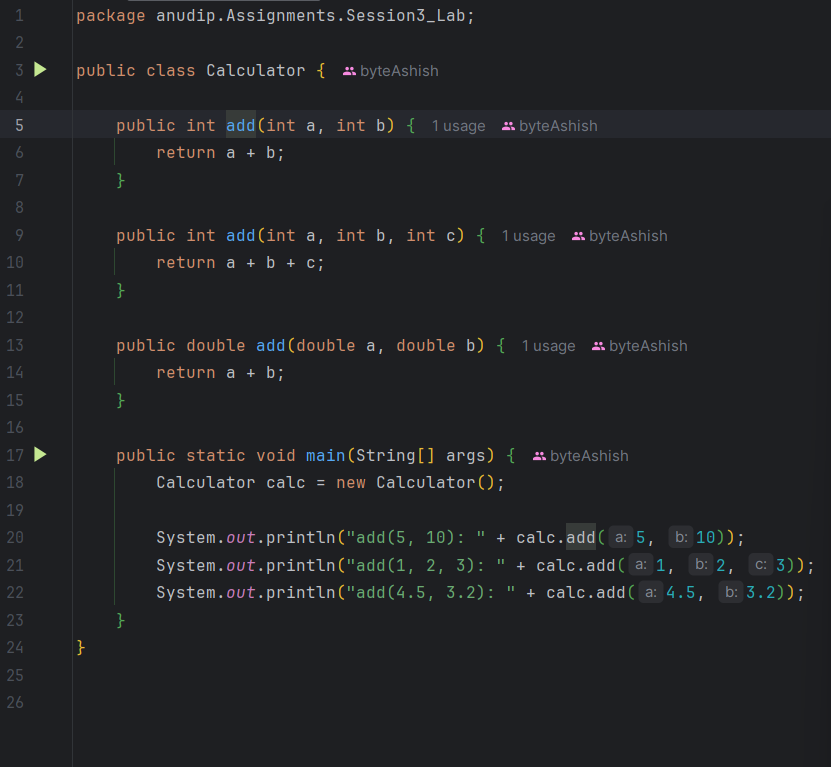 1 package anudip.Assignments.Session3_Lab;
2
3 public class Calculator { byteAshish
4
5 public int add(int a, int b) { 1 usage byteAshish
6 return a + b;
7 }
8
9 public int add(int a, int b, int c) { 1 usage byteAshish
10 return a + b + c;
11 }
12
13 public double add(double a, double b) { 1 usage byteAshish
14 return a + b;
15 }
16
17 public static void main(String[] args) { byteAshish
18 Calculator calc = new Calculator();
19
20 System.out.println("add(5, 10): " + calc.add( a: 5, b: 10));
21 System.out.println("add(1, 2, 3): " + calc.add( a: 1, b: 2, c: 3));
22 System.out.println("add(4.5, 3.2): " + calc.add( a: 4.5, b: 3.2));
23 }
24 }
25
26